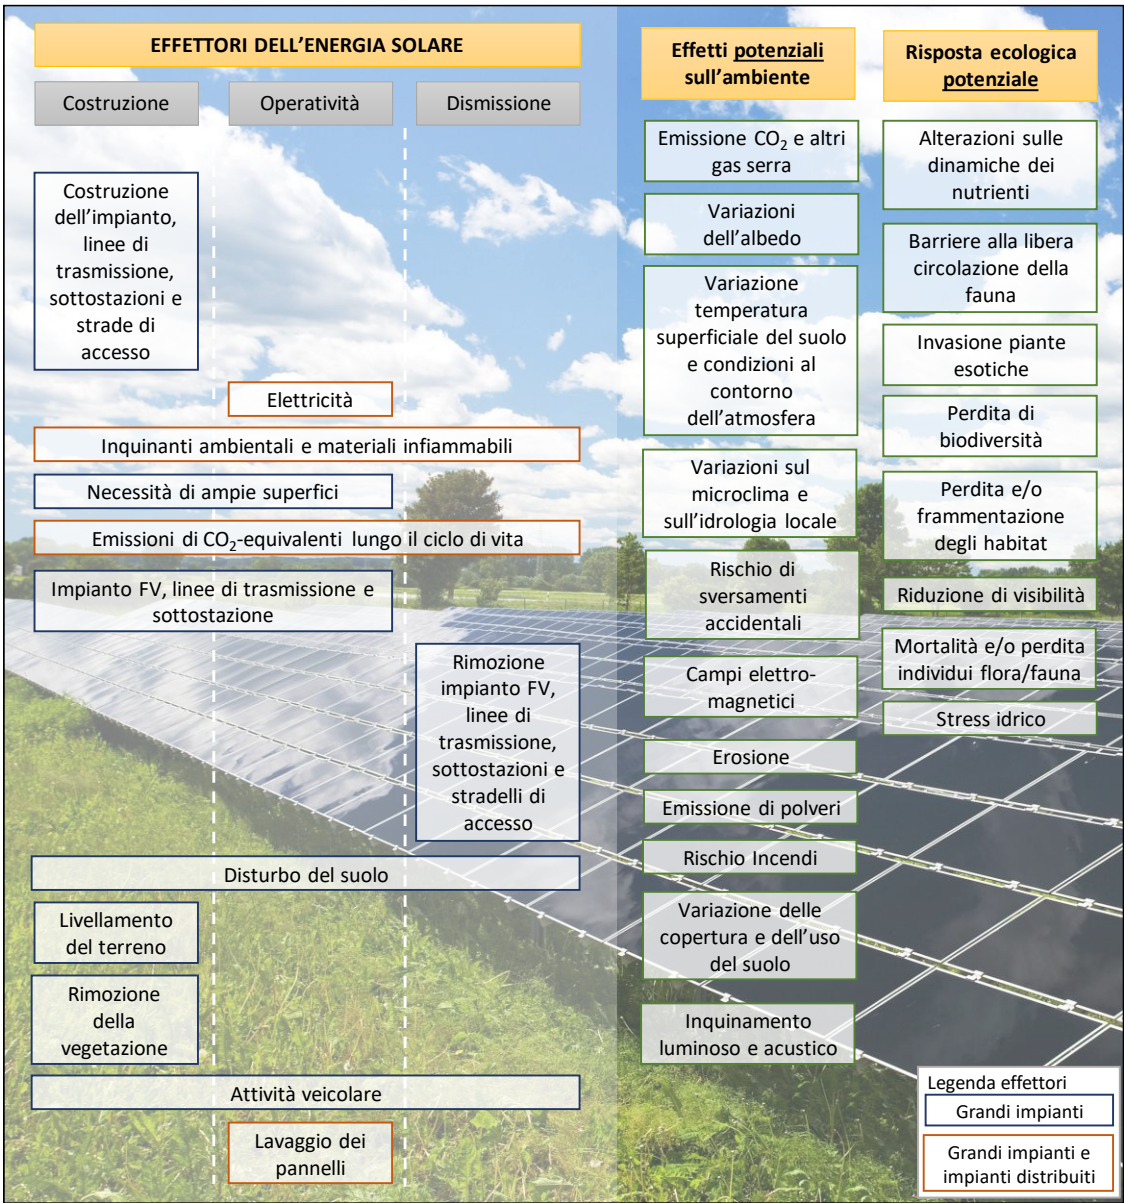 EFFETTORI DELL'ENERGIA SOLARE
Costruzione
Operatività
Dismissione
Costruzione
dell'impianto,
linee di
trasmissione,
sottostazioni e
strade di
accesso
Elettricità
Inquinanti ambientali e materiali infiammabili
Necessità di ampie superfici
Emissioni di CO₂-equivalenti lungo il ciclo di vita
Impianto FV, linee di trasmissione e
sottostazione
Rimozione
impianto FV,
linee di
trasmissione,
sottostazioni e
stradelli di
accesso
Disturbo del suolo
Livellamento
del terreno
Rimozione
della
vegetazione
Attività veicolare
Lavaggio dei
pannelli
Effetti potenziali
sull'ambiente
Emissione CO₂ e altri
gas serra
Variazioni
dell'albedo
Variazione
temperatura
superficiale del suolo
e condizioni al
contorno
dell'atmosfera
Variazioni sul
microclima e
sull'idrologia locale
Rischio di
sversamenti
accidentali
Campi elettro-
magnetici
Erosione
Emissione di polveri
Rischio Incendi
Variazione delle
copertura e dell'uso
del suolo
Inquinamento
luminoso e acustico
Risposta ecologica
potenziale
Alterazioni sulle
dinamiche dei
nutrienti
Barriere alla libera
circolazione della
fauna
Invasione piante
esotiche
Perdita di
biodiversità
Perdita e/o
frammentazione
degli habitat
Riduzione di visibilità
Mortalità e/o perdita
individui flora/fauna
Stress idrico
Legenda effettori
Grandi impianti
Grandi impianti e
impianti distribuiti